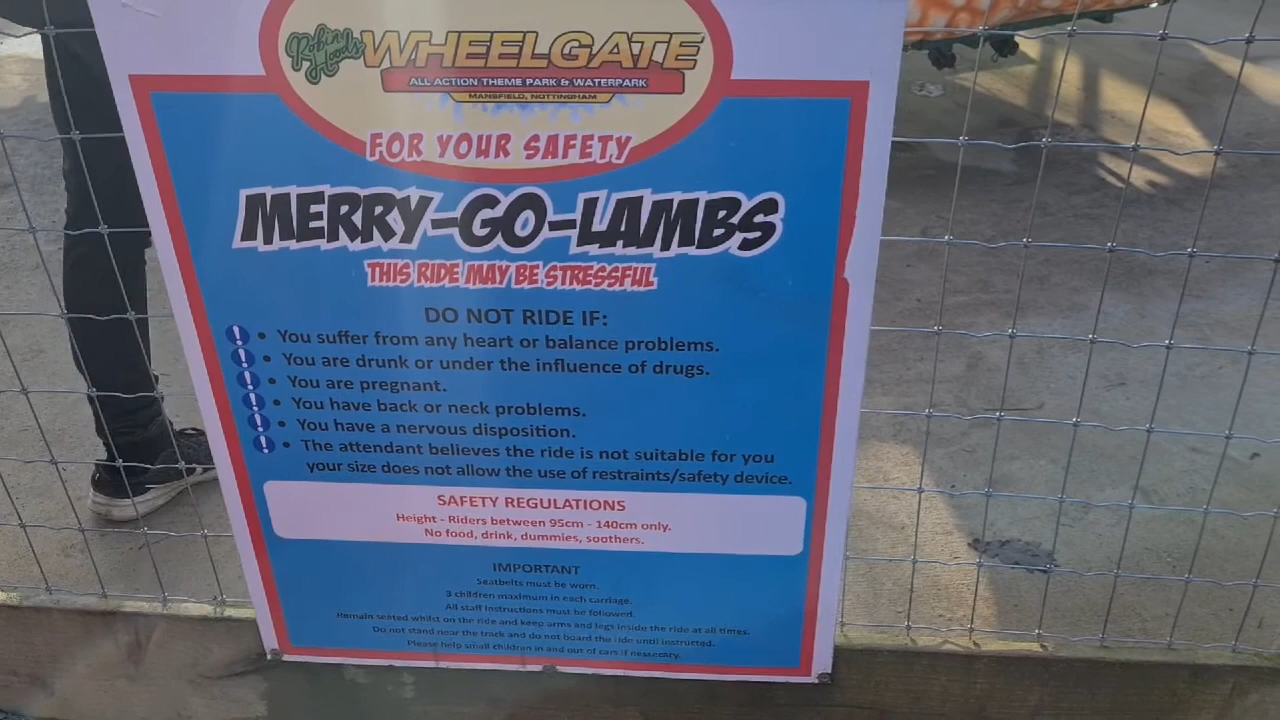 Robin Hoods WHEELGATE
ALL ACTION THEME PARK & WATERPARK
MANSFIELD, NOTTINGHAM
FOR YOUR SAFETY
MERRY-GO-LAMBS
THIS RIDE MAY BE STRESSFUL
DO NOT RIDE IF:
! • You suffer from any heart or balance problems.
! • You are drunk or under the influence of drugs.
! • You are pregnant.
! • You have back or neck problems.
! • You have a nervous disposition.
! • The attendant believes the ride is not suitable for you
your size does not allow the use of restraints/safety device.
SAFETY REGULATIONS
Height - Riders between 95cm - 140cm only.
No food, drink, dummies, soothers.
IMPORTANT
Seatbelts must be worn.
3 children maximum in each carriage.
All staff instructions must be followed.
Remain seated whilst on the ride and keep arms and legs inside the ride at all times.
Do not stand near the track and do not board the ride until instructed.
Please help small children in and out of cars if nessecary.